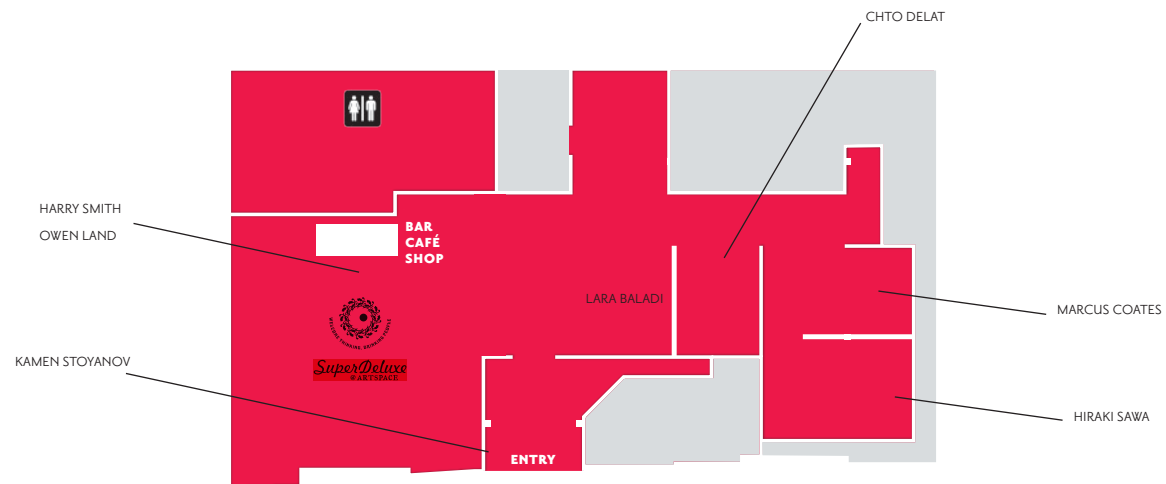 CHTO DELAT
HARRY SMITH
OWEN LAND
BAR
CAFÉ
SHOP
LARA BALADI
MARCUS COATES
KAMEN STOYANOV
SuperDeluxe
@ARTSPACE
HIRAKI SAWA
ENTRY